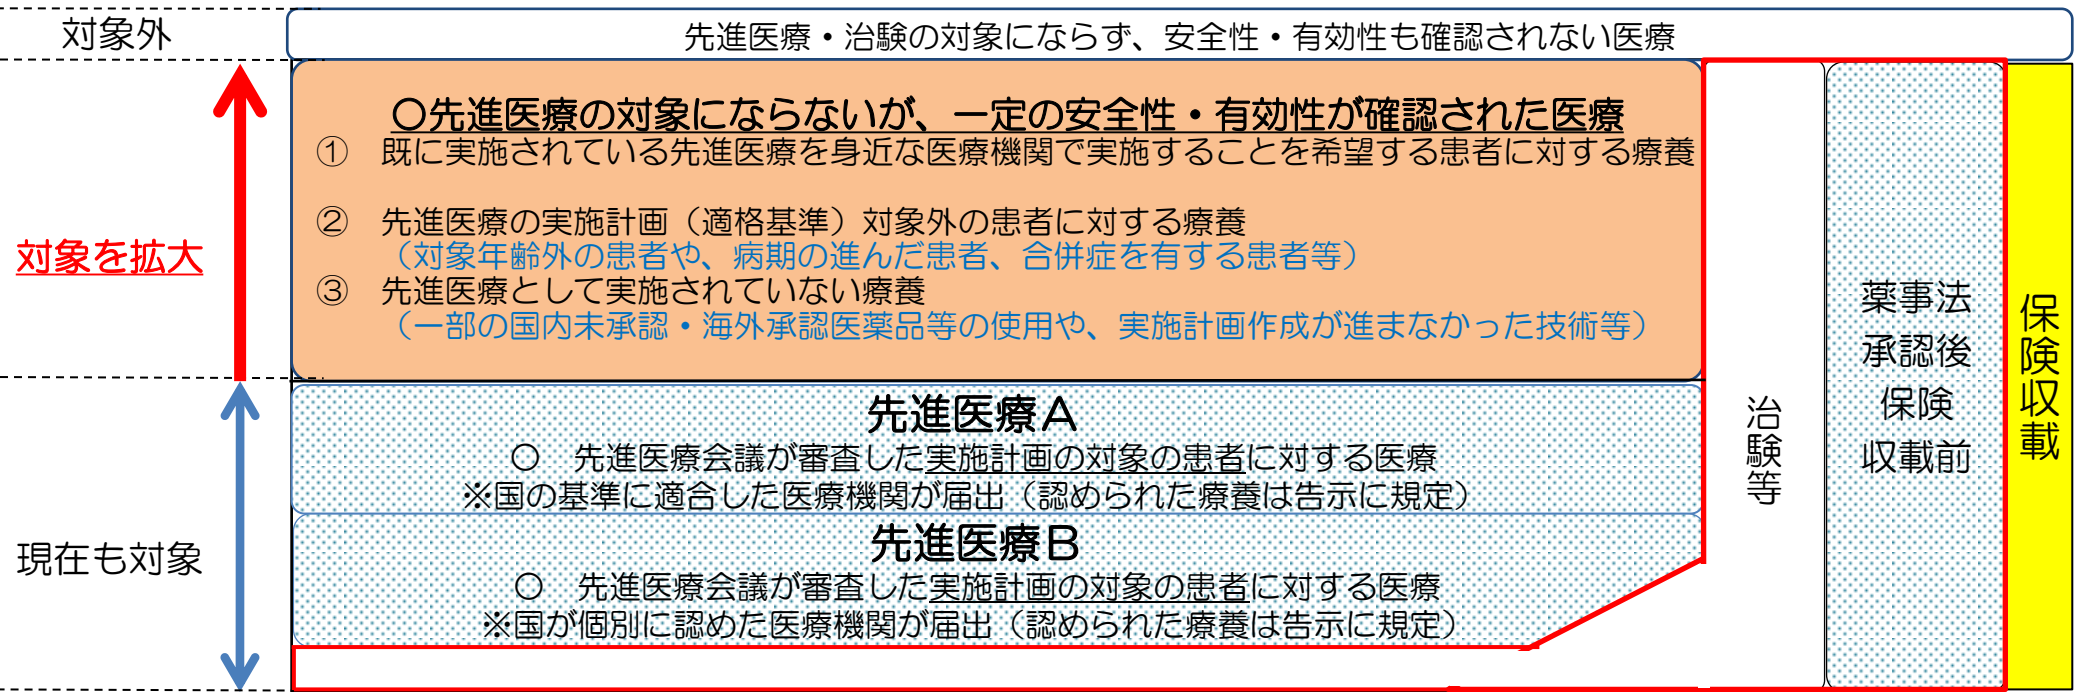 対象外
先進医療・治験の対象にならず、安全性・有効性も確認されない医療
対象を拡大
〇先進医療の対象にならないが、一定の安全性・有効性が確認された医療
① 既に実施されている先進医療を身近な医療機関で実施することを希望する患者に対する療養
② 先進医療の実施計画（適格基準）対象外の患者に対する療養
（対象年齢外の患者や、病期の進んだ患者、合併症を有する患者等）
③ 先進医療として実施されていない療養
（一部の国内未承認・海外承認医薬品等の使用や、実施計画作成が進まなかった技術等）
現在も対象
先進医療A
〇 先進医療会議が審査した実施計画の対象の患者に対する医療
※国の基準に適合した医療機関が届出（認められた療養は告示に規定）
先進医療B
〇 先進医療会議が審査した実施計画の対象の患者に対する医療
※国が個別に認めた医療機関が届出（認められた療養は告示に規定）
治験等
薬事法
承認後
保険
収載前
保険収載